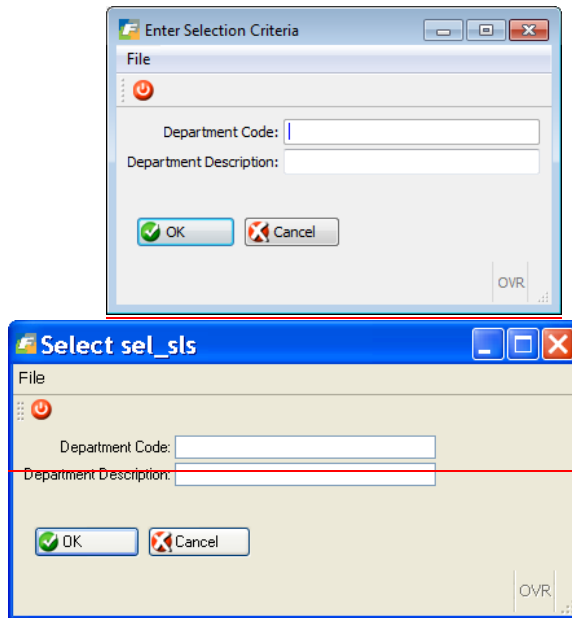 Enter Selection Criteria
File
Department Code:
Department Description:
OK Cancel
OVR
Select sel_sls
File
Department Code:
Department Description:
OK Cancel
OVR